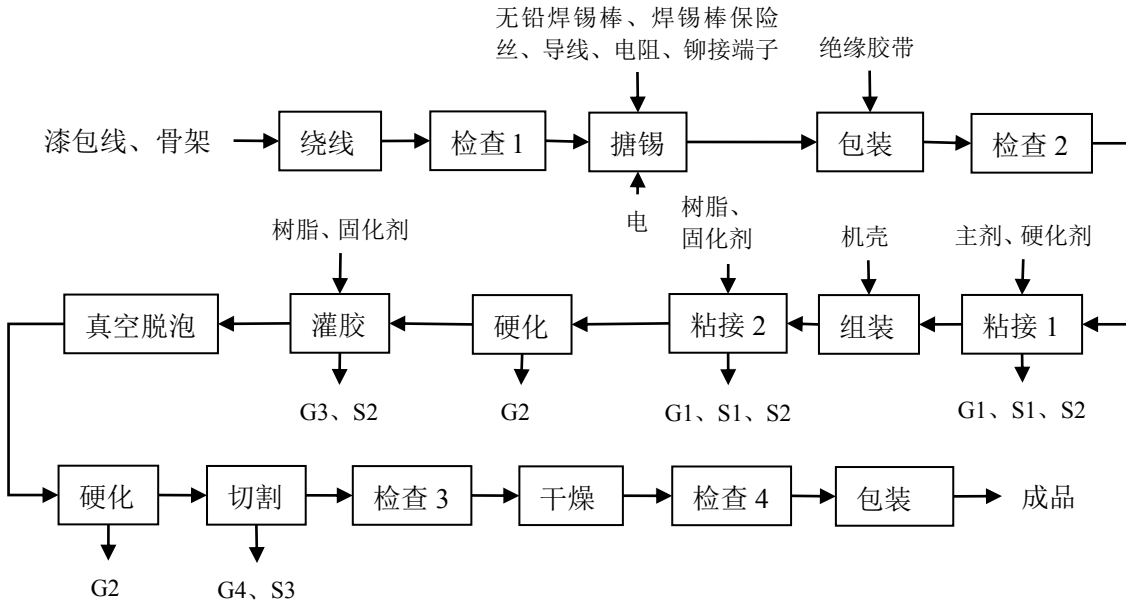 无铅焊锡棒、焊锡棒保险
丝、导线、电阻、铆接端子
绝缘胶带
漆包线、骨架
绕线
检查 1
搪锡
包装
检查 2
电
树脂、固化剂
树脂、
固化剂
机壳
主剂、硬化剂
真空脱泡
灌胶
硬化
粘接 2
组装
粘接 1
G3、S2
G2
G1、S1、S2
G1、S1、S2
硬化
切割
检查 3
干燥
检查 4
包装
成品
G2
G4、S3